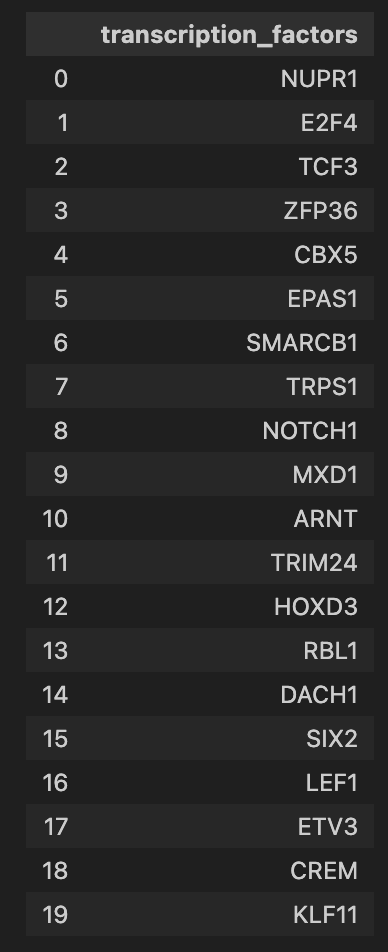 transcription_factors
0 NUPR1
1 E2F4
2 TCF3
3 ZFP36
4 CBX5
5 EPAS1
6 SMARCB1
7 TRPS1
8 NOTCH1
9 MXD1
10 ARNT
11 TRIM24
12 HOXD3
13 RBL1
14 DACH1
15 SIX2
16 LEF1
17 ETV3
18 CREM
19 KLF11